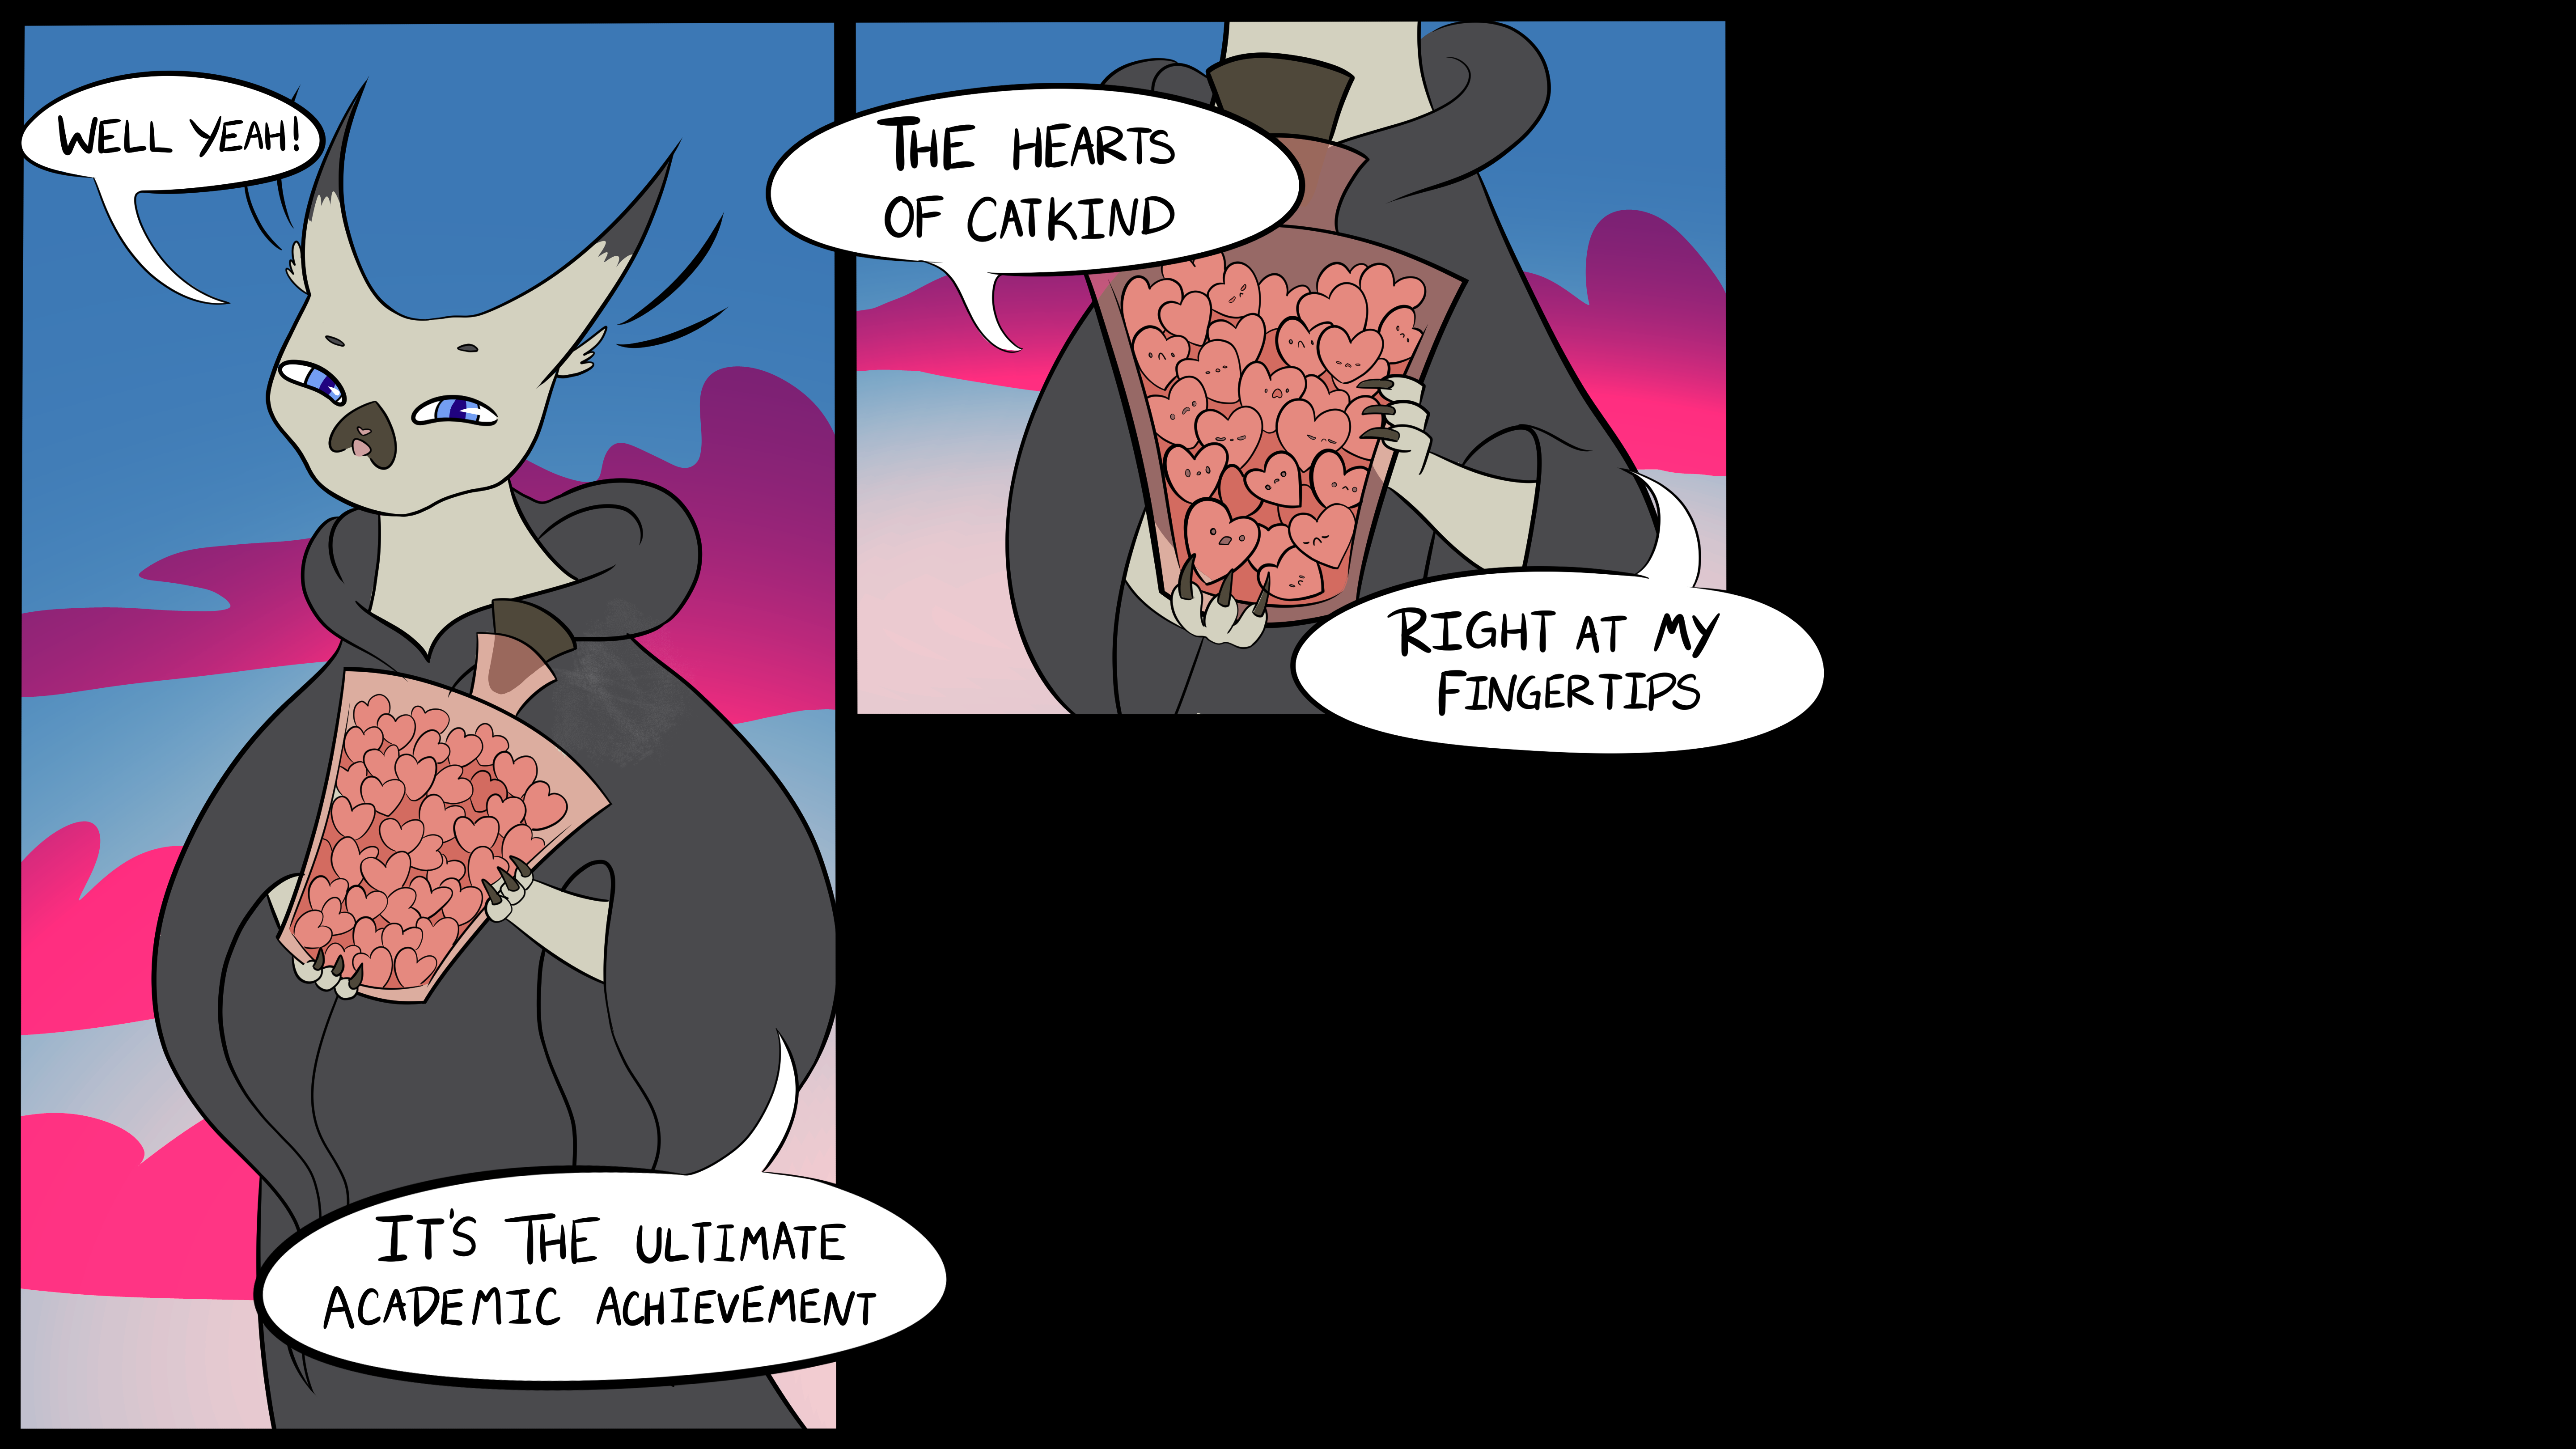 WELL YEAH!
IT'S THE ULTIMATE
ACADEMIC ACHIEVEMENT
THE HEARTS
OF CATKIND
RIGHT AT MY
FINGERTIPS